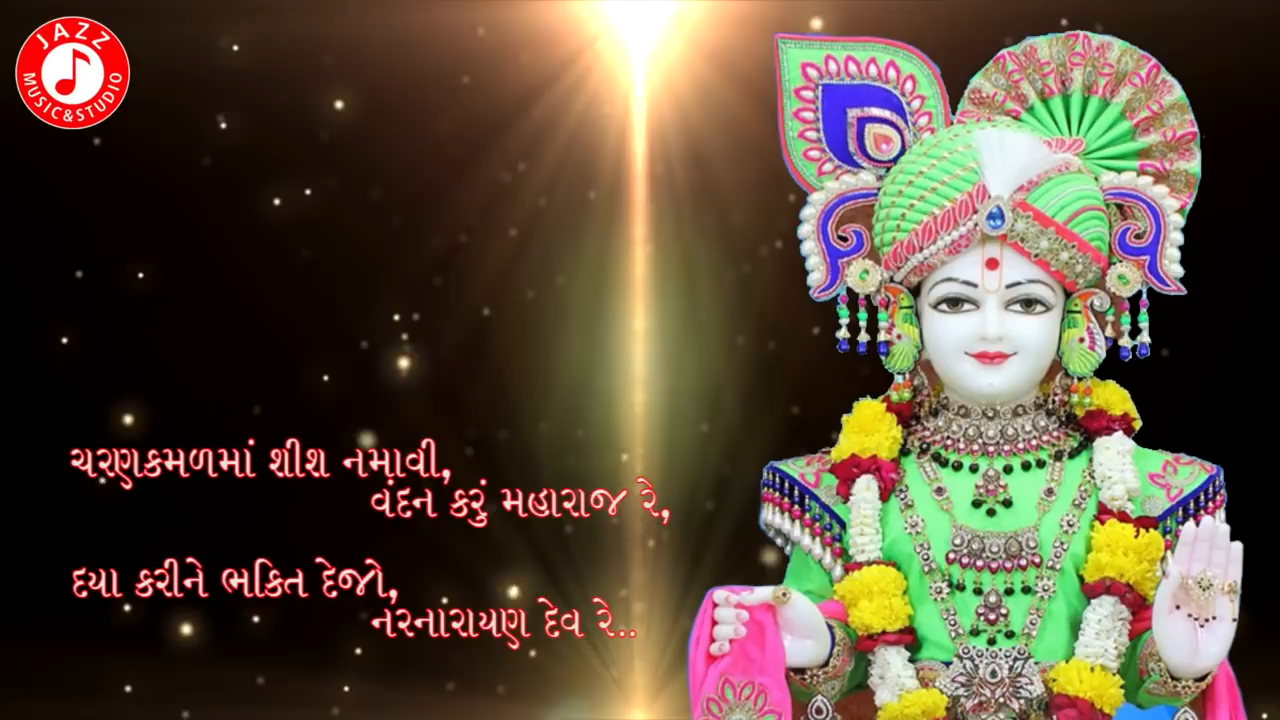 JAZZ
MUSIC&STUDIO
ચરણકમળમાં શીશ નમાવી,
વંદન કરું મહારાજ રે,
દયા કરીને ભકિત દેજો,
નરનારાયણ દેવ રે..